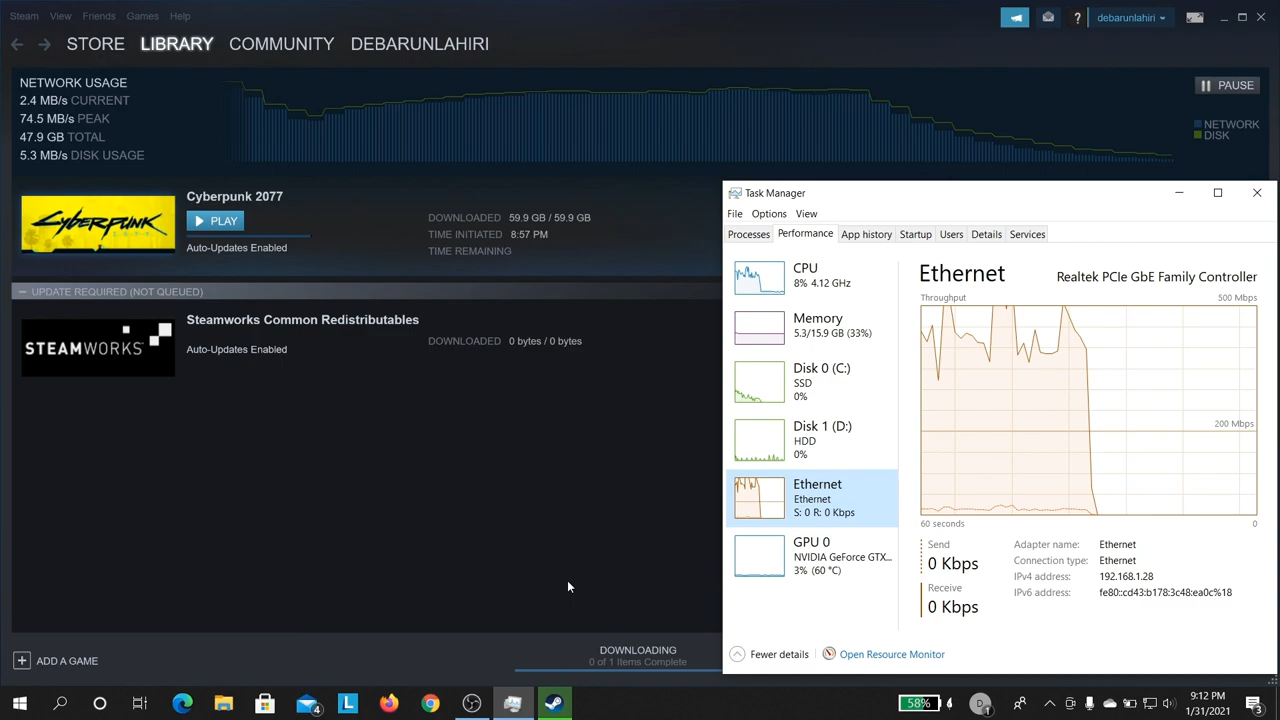 Steam View Friends Games Help
debarunlahiri
STORE LIBRARY COMMUNITY DEBARUNLAHIRI
NETWORK USAGE
2.4 MB/s CURRENT
74.5 MB/s PEAK
47.9 GB TOTAL
5.3 MB/s DISK USAGE
PAUSE
NETWORK
DISK
Cyberpunk
Cyberpunk 2077
PLAY
Auto-Updates Enabled
DOWNLOADED 59.9 GB / 59.9 GB
TIME INITIATED 8:57 PM
TIME REMAINING
UPDATE REQUIRED (NOT QUEUED)
STEAMWORKS
Steamworks Common Redistributables
Auto-Updates Enabled
DOWNLOADED 0 bytes / 0 bytes
ADD A GAME
DOWNLOADING
0 of 1 Items Complete
Task Manager
File Options View
Processes Performance App history Startup Users Details Services
CPU
8% 4.12 GHz
Memory
5.3/15.9 GB (33%)
Disk 0 (C:)
SSD
0%
Disk 1 (D:)
HDD
0%
Ethernet
Ethernet
S: 0 R: 0 Kbps
GPU 0
NVIDIA GeForce GTX...
3% (60 °C)
Ethernet Realtek PCIe GbE Family Controller
Throughput 500 Mbps
200 Mbps
60 seconds 0
Send
0 Kbps
Receive
0 Kbps
Adapter name: Ethernet
Connection type: Ethernet
IPv4 address: 192.168.1.28
IPv6 address: fe80::cd43:b178:3c48:ea0c%18
Fewer details Open Resource Monitor
4
L
58%
D
1
9:12 PM
1/31/2021
3